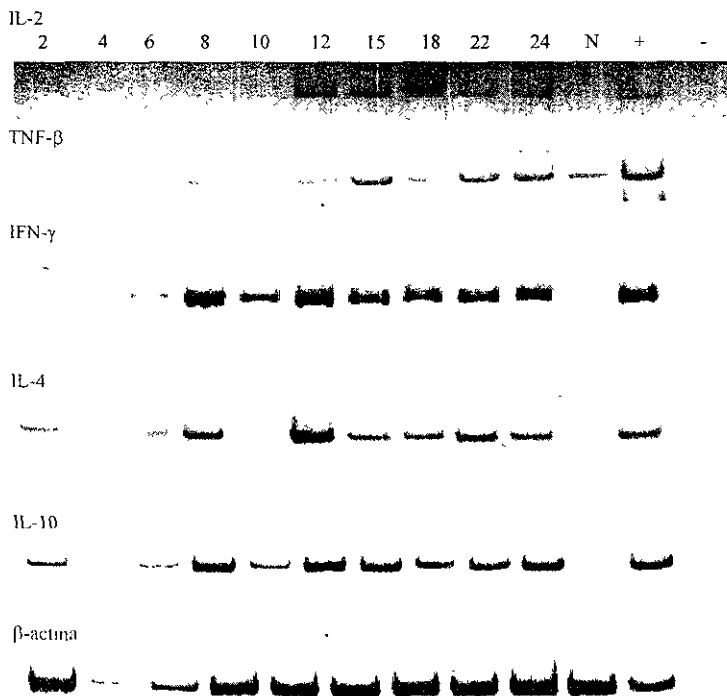 IL-2
2 4 6 8 10 12 15 18 22 24 N + -
TNF-β
IFN-γ
IL-4
IL-10
β-actina